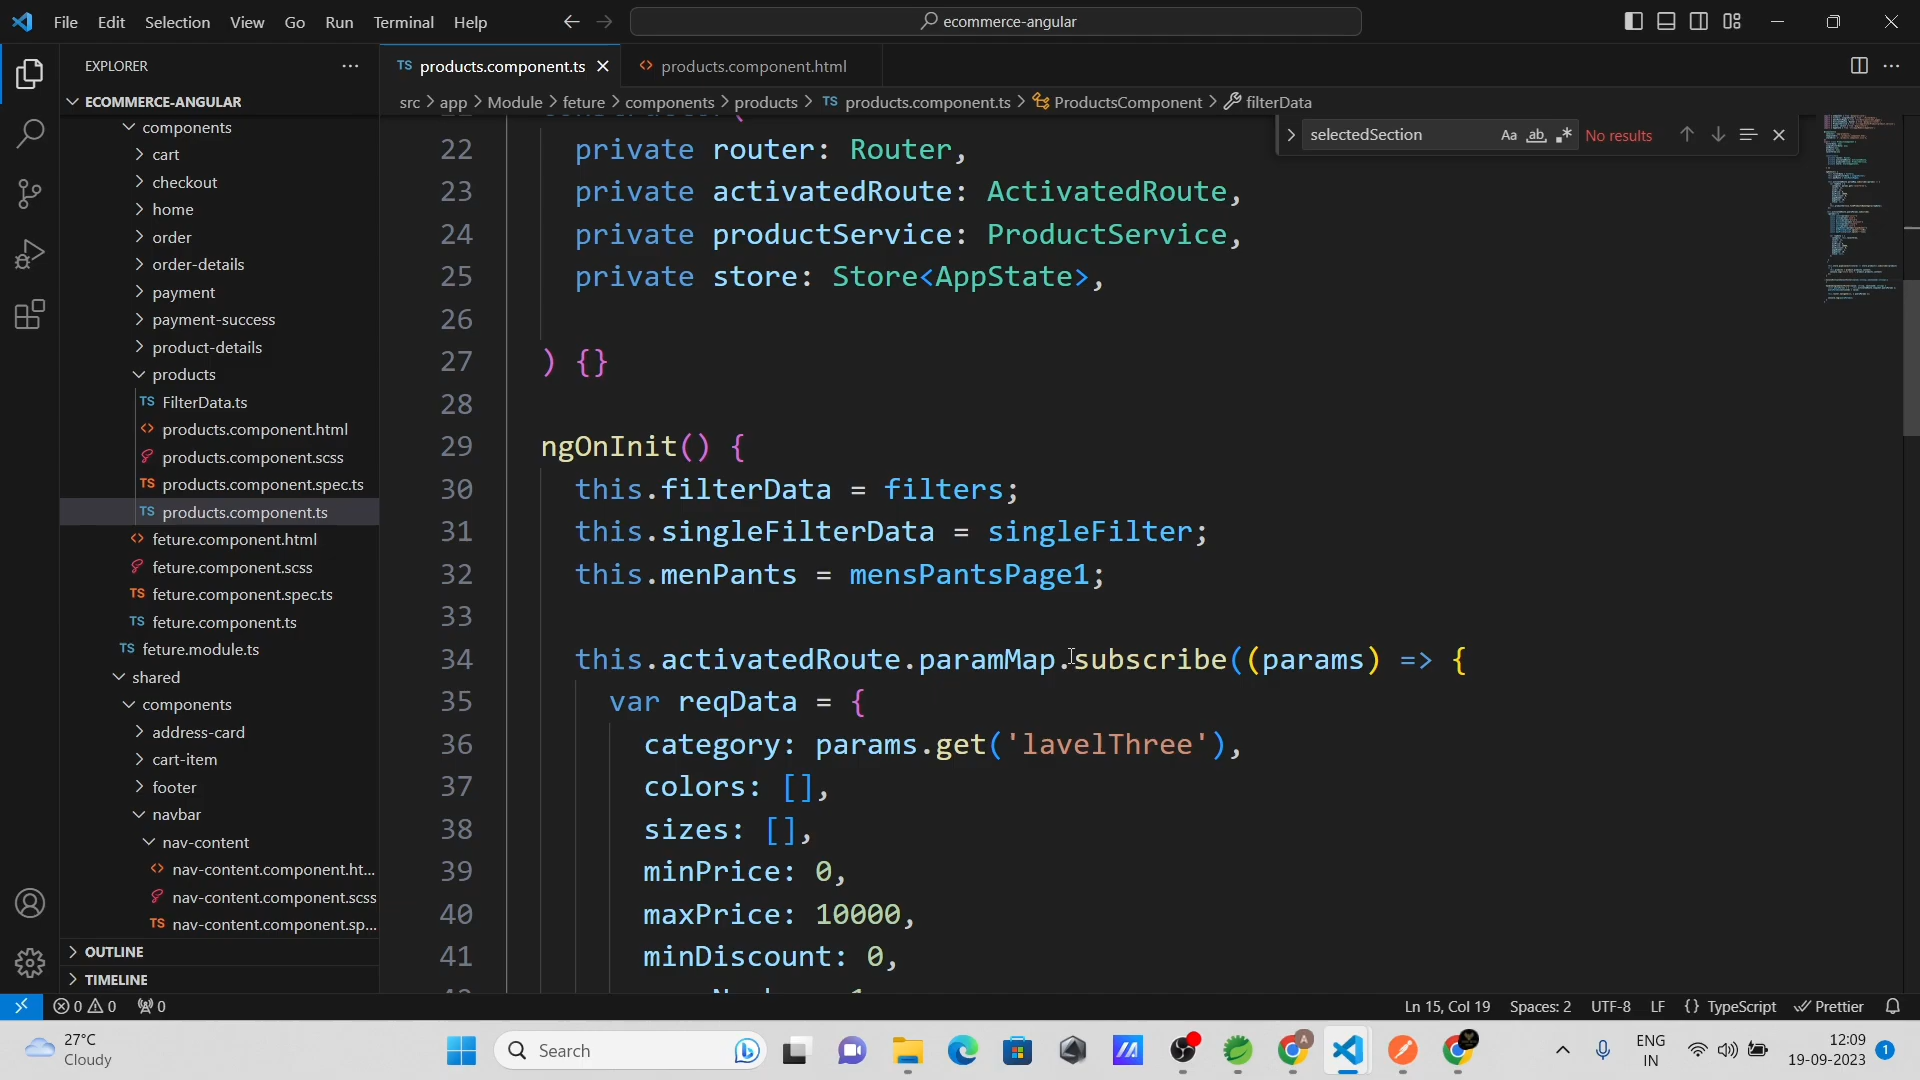 File Edit Selection View Go Run Terminal Help
ecommerce-angular
EXPLORER
ECOMMERCE-ANGULAR
components
cart
checkout
home
order
order-details
payment
payment-success
product-details
products
TS FilterData.ts
products.component.html
products.component.scss
TS products.component.spec.ts
TS products.component.ts
feture.component.html
feture.component.scss
TS feture.component.spec.ts
TS feture.component.ts
TS feture.module.ts
shared
components
address-card
cart-item
footer
navbar
nav-content
nav-content.component.ht...
nav-content.component.scss
TS nav-content.component.sp...
OUTLINE
TIMELINE
TS products.component.ts
products.component.html
src > app > Module > feture > components > products > TS products.component.ts > ProductsComponent > filterData
selectedSection Aa ab .* No results
22 private router: Router,
23 private activatedRoute: ActivatedRoute,
24 private productService: ProductService,
25 private store: Store<AppState>,
26
27 ) {}
28
29 ngOnInit() {
30 this.filterData = filters;
31 this.singleFilterData = singleFilter;
32 this.menPants = mensPantsPage1;
33
34 this.activatedRoute.paramMap.subscribe((params) => {
35 var reqData = {
36 category: params.get('lavelThree'),
37 colors: [],
38 sizes: [],
39 minPrice: 0,
40 maxPrice: 10000,
41 minDiscount: 0,
0 0 0
Ln 15, Col 19 Spaces: 2 UTF-8 LF {} TypeScript Prettier
27°C
Cloudy
Search
A
ENG
IN
12:09
19-09-2023
1